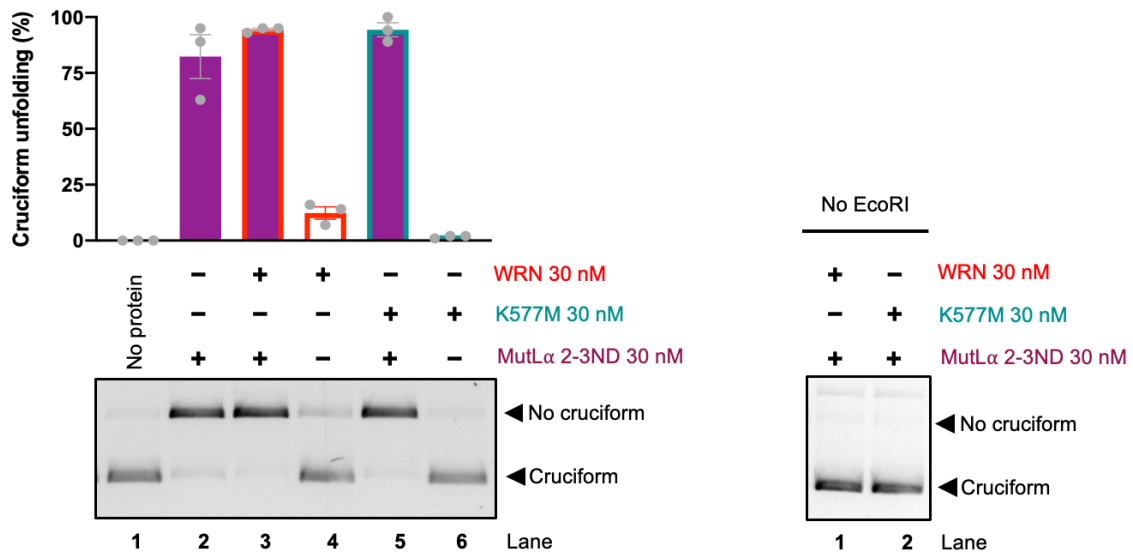 Cruciform unfolding (%)
100
75
50
25
0
No protein
- + + - - WRN 30 nM
- - - + + K577M 30 nM
+ + - + - MutLα 2-3ND 30 nM
No cruciform
Cruciform
1 2 3 4 5 6 Lane
No EcoRI
+ - WRN 30 nM
- + K577M 30 nM
+ + MutLα 2-3ND 30 nM
No cruciform
Cruciform
1 2 Lane